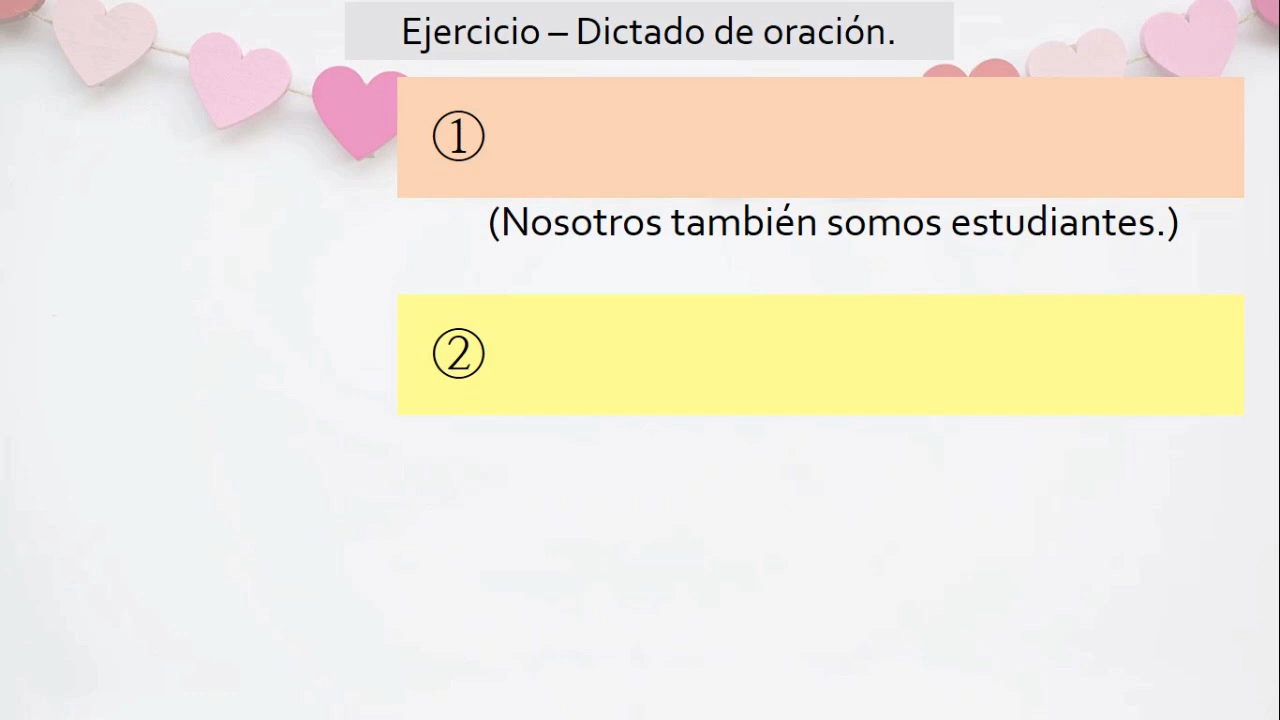 Ejercicio – Dictado de oración.
①
(Nosotros también somos estudiantes.)
②